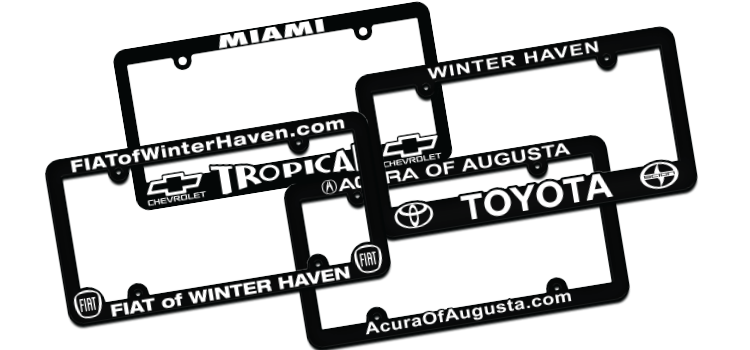 MIAMI
CHEVROLET
TROPICAL
CHEVROLET
WINTER HAVEN
TOYOTA
SCION
FIATofWinterHaven.com
FIAT
FIAT of WINTER HAVEN
FIAT
ACURA OF AUGUSTA
AcuraOfAugusta.com